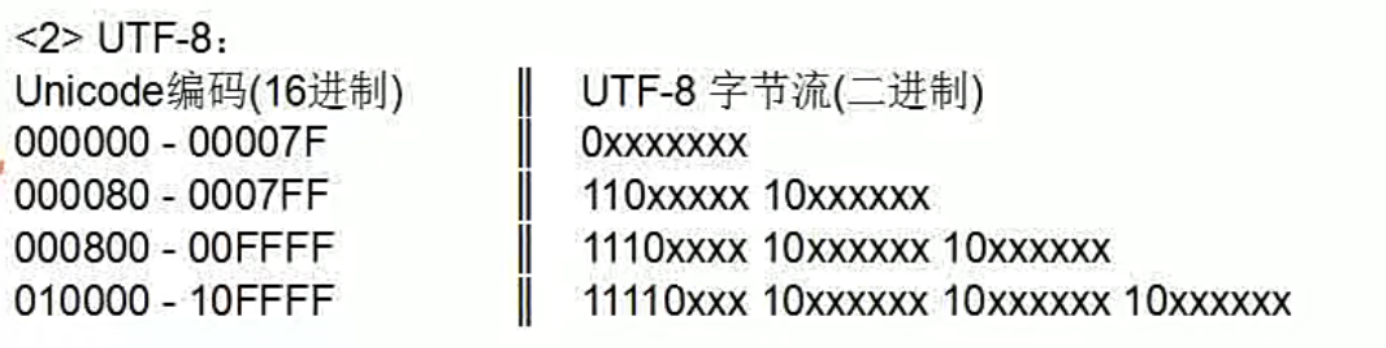 <2> UTF-8：
Unicode编码(16进制) ║ UTF-8 字节流(二进制)
000000 - 00007F ║ 0xxxxxxx
000080 - 0007FF ║ 110xxxxx 10xxxxxx
000800 - 00FFFF ║ 1110xxxx 10xxxxxx 10xxxxxx
010000 - 10FFFF ║ 11110xxx 10xxxxxx 10xxxxxx 10xxxxxx